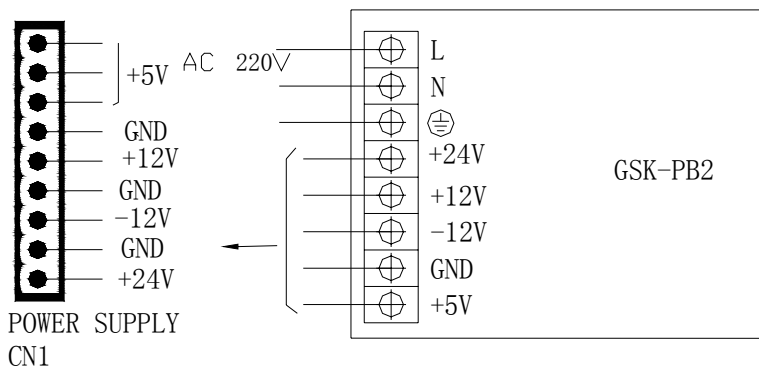 +5V
GND
+12V
GND
-12V
GND
+24V
POWER SUPPLY
CN1
AC 220V
L
N
+24V
+12V
-12V
GND
+5V
GSK-PB2